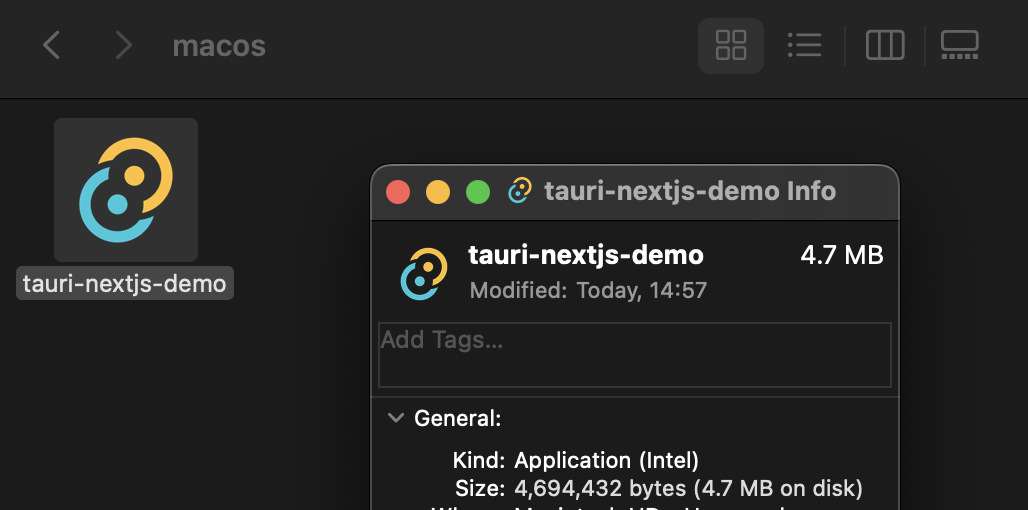 macos
tauri-nextjs-demo
tauri-nextjs-demo Info
tauri-nextjs-demo 4.7 MB
Modified: Today, 14:57
Add Tags...
General:
Kind: Application (Intel)
Size: 4,694,432 bytes (4.7 MB on disk)